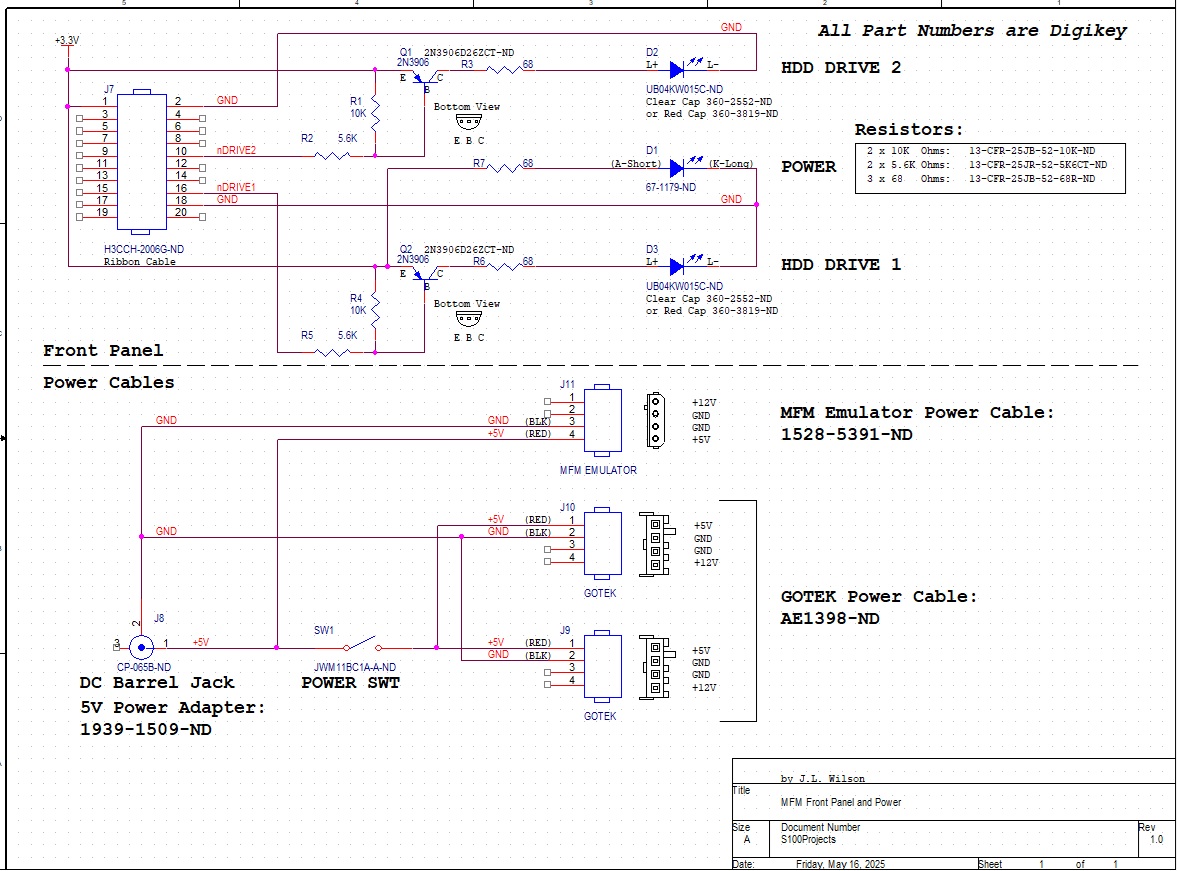 5 4 3 2 1
All Part Numbers are Digikey
+3.3V
GND
Q1 2N3906D26ZCT-ND
2N3906
E C
B
R3 68
D2
L+ L-
HDD DRIVE 2
UB04KW015C-ND
Clear Cap 360-2552-ND
or Red Cap 360-3819-ND
J7
1 2 GND
3 4
5 6
7 8
9 10 nDRIVE2
11 12
13 14
15 16 nDRIVE1
17 18 GND
19 20
H3CCH-2006G-ND
Ribbon Cable
R1
10K
R2 5.6K
Bottom View
E B C
R7 68
D1
(A-Short) (K-Long)
67-1179-ND
POWER
GND
Resistors:
2 x 10K Ohms: 13-CFR-25JB-52-10K-ND
2 x 5.6K Ohms: 13-CFR-25JB-52-5K6CT-ND
3 x 68 Ohms: 13-CFR-25JB-52-68R-ND
Q2 2N3906D26ZCT-ND
2N3906
E C
B
R6 68
D3
L+ L-
HDD DRIVE 1
UB04KW015C-ND
Clear Cap 360-2552-ND
or Red Cap 360-3819-ND
R4
10K
R5 5.6K
Bottom View
E B C
Front Panel
Power Cables
J11
1
2
GND GND (BLK) 3
+5V (RED) 4
MFM EMULATOR
+12V
GND
GND
+5V
MFM Emulator Power Cable:
1528-5391-ND
J10
+5V (RED) 1
GND GND (BLK) 2
3
4
GOTEK
+5V
GND
GND
+12V
GOTEK Power Cable:
AE1398-ND
J8
2
3 1 +5V
CP-065B-ND
DC Barrel Jack
5V Power Adapter:
1939-1509-ND
SW1
JWM11BC1A-A-ND
POWER SWT
J9
+5V (RED) 1
GND (BLK) 2
3
4
GOTEK
+5V
GND
GND
+12V
by J.L. Wilson
Title
MFM Front Panel and Power
Size Document Number Rev
A S100Projects 1.0
Date: Friday, May 16, 2025 Sheet 1 of 1